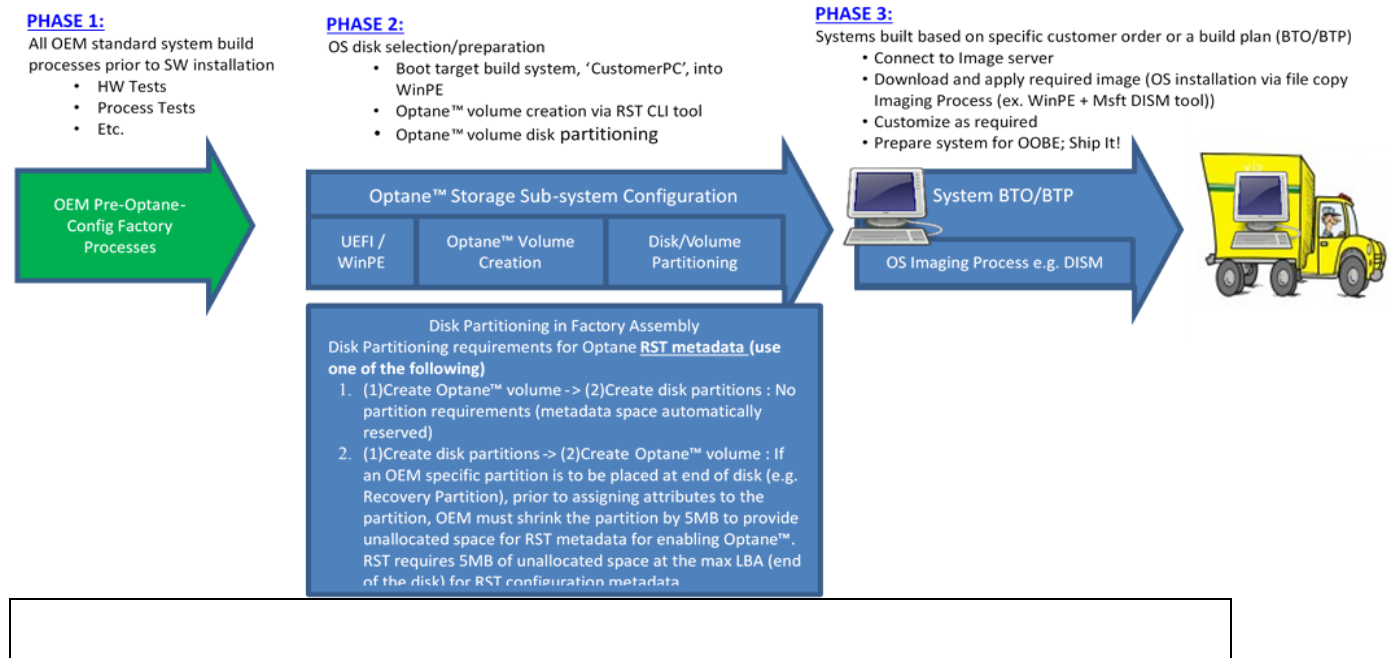 PHASE 1:
All OEM standard system build
processes prior to SW installation
• HW Tests
• Process Tests
• Etc.
OEM Pre-Optane-
Config Factory
Processes
PHASE 2:
OS disk selection/preparation
• Boot target build system, ‘CustomerPC’, into
WinPE
• Optane™ volume creation via RST CLI tool
• Optane™ volume disk partitioning
Optane™ Storage Sub-system Configuration
UEFI /
WinPE
Optane™ Volume
Creation
Disk/Volume
Partitioning
Disk Partitioning in Factory Assembly
Disk Partitioning requirements for Optane RST metadata (use
one of the following)
1. (1)Create Optane™ volume -> (2)Create disk partitions : No
partition requirements (metadata space automatically
reserved)
2. (1)Create disk partitions -> (2)Create Optane™ volume : If
an OEM specific partition is to be placed at end of disk (e.g.
Recovery Partition), prior to assigning attributes to the
partition, OEM must shrink the partition by 5MB to provide
unallocated space for RST metadata for enabling Optane™.
RST requires 5MB of unallocated space at the max LBA (end
of the disk) for RST configuration metadata
PHASE 3:
Systems built based on specific customer order or a build plan (BTO/BTP)
• Connect to Image server
• Download and apply required image (OS installation via file copy
Imaging Process (ex. WinPE + Msft DISM tool))
• Customize as required
• Prepare system for OOBE; Ship It!
System BTO/BTP
OS Imaging Process e.g. DISM